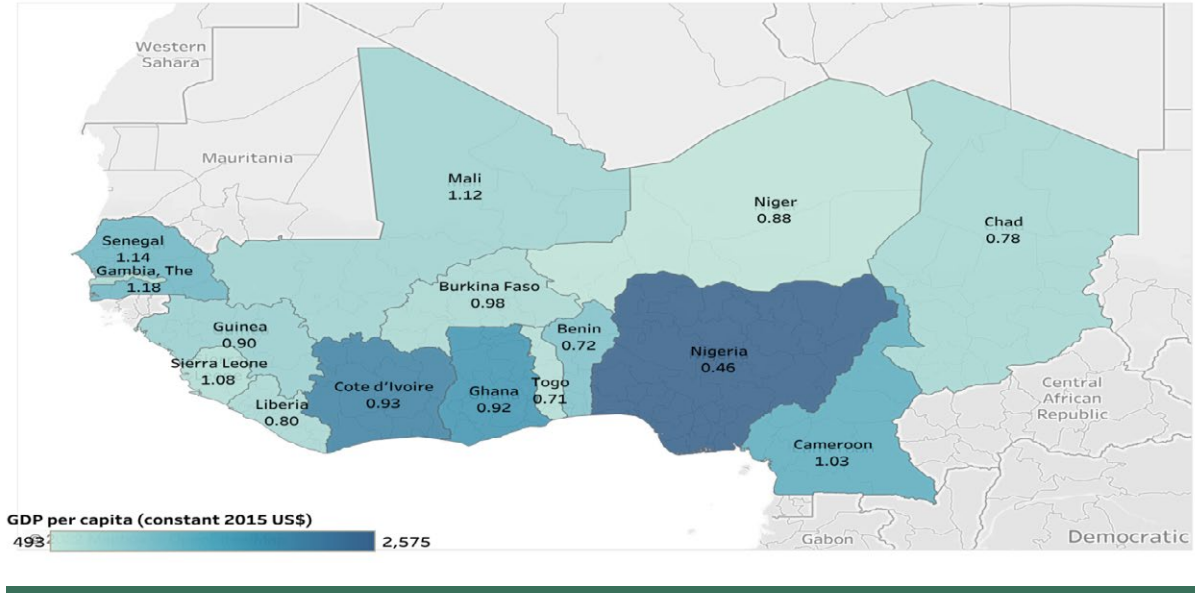 Western
Sahara
Mauritania
Mali
1.12
Niger
0.88
Chad
0.78
Senegal
1.14
Gambia, The
1.18
Burkina Faso
0.98
Guinea
0.90
Benin
0.72
Nigeria
0.46
Sierra Leone
1.08
Cote d'Ivoire
0.93
Ghana
0.92
Togo
0.71
Liberia
0.80
Central
African
Republic
Cameroon
1.03
GDP per capita (constant 2015 US$)
493
2,575
Gabon
Democratic